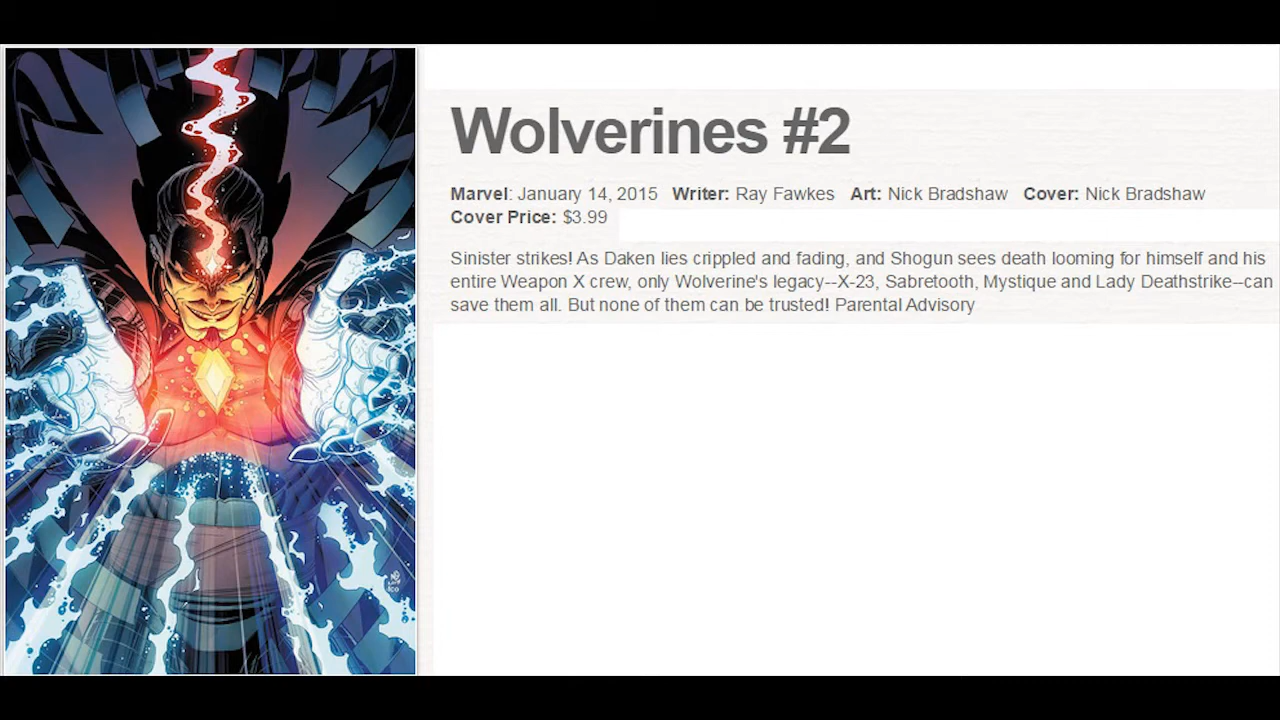 Wolverines #2
Marvel: January 14, 2015 Writer: Ray Fawkes Art: Nick Bradshaw Cover: Nick Bradshaw
Cover Price: $3.99
Sinister strikes! As Daken lies crippled and fading, and Shogun sees death looming for himself and his
entire Weapon X crew, only Wolverine's legacy--X-23, Sabretooth, Mystique and Lady Deathstrike--can
save them all. But none of them can be trusted! Parental Advisory